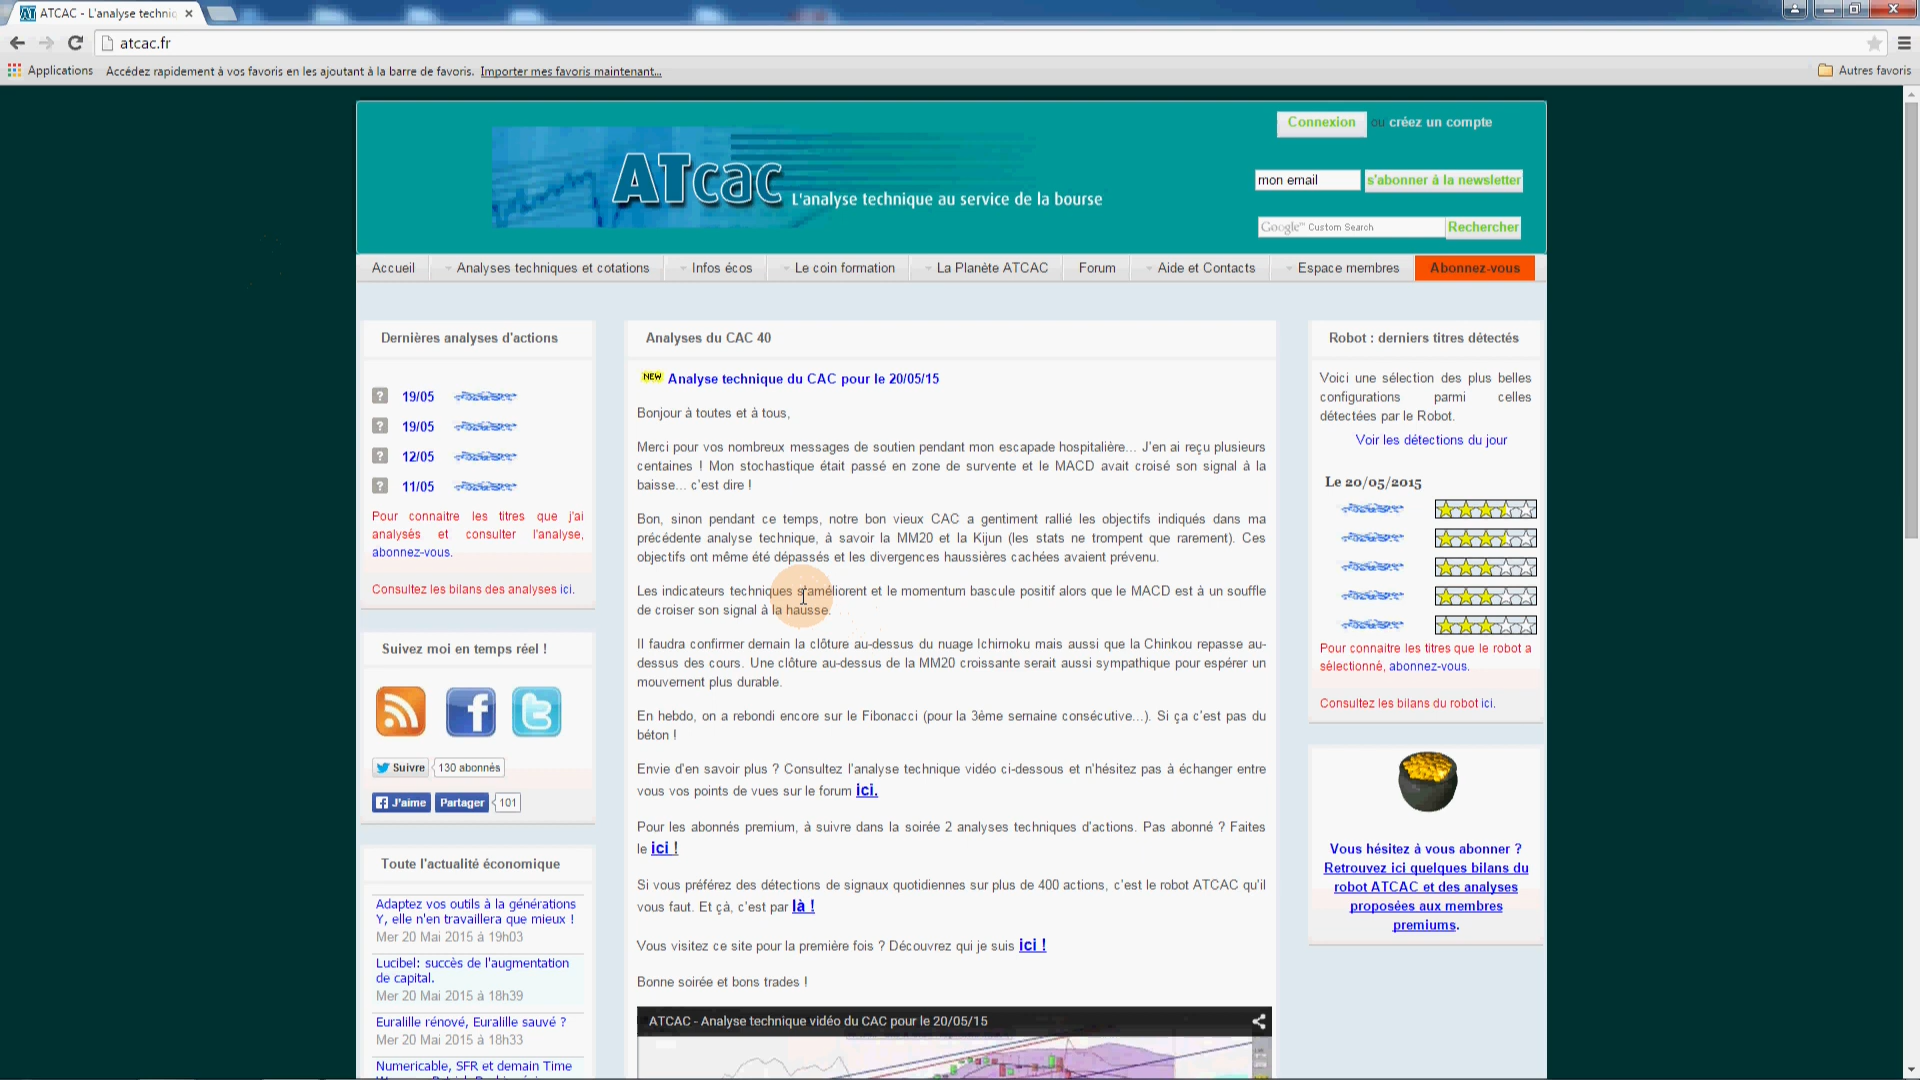 ATCAC - L'analyse techniq
atcac.fr
Applications Accédez rapidement à vos favoris en les ajoutant à la barre de favoris. Importer mes favoris maintenant... Autres favoris
ATcac L'analyse technique au service de la bourse
Connexion ou créez un compte
mon email s'abonner à la newsletter
Google™ Custom Search Rechercher
Accueil Analyses techniques et cotations Infos écos Le coin formation La Planète ATCAC Forum Aide et Contacts Espace membres Abonnez-vous
Dernières analyses d'actions
? 19/05
? 19/05
? 12/05
? 11/05
Pour connaitre les titres que j'ai
analysés et consulter l'analyse,
abonnez-vous.
Consultez les bilans des analyses ici.
Suivez moi en temps réel !
Suivre 130 abonnés
J'aime Partager 101
Toute l'actualité économique
Adaptez vos outils à la générations
Y, elle n'en travaillera que mieux !
Mer 20 Mai 2015 à 19h03
Lucibel: succès de l'augmentation
de capital.
Mer 20 Mai 2015 à 18h39
Euralille rénové, Euralille sauvé ?
Mer 20 Mai 2015 à 18h33
Numericable, SFR et demain Time
Analyses du CAC 40
NEW Analyse technique du CAC pour le 20/05/15
Bonjour à toutes et à tous,
Merci pour vos nombreux messages de soutien pendant mon escapade hospitalière... J'en ai reçu plusieurs
centaines ! Mon stochastique était passé en zone de survente et le MACD avait croisé son signal à la
baisse... c'est dire !
Bon, sinon pendant ce temps, notre bon vieux CAC a gentiment rallié les objectifs indiqués dans ma
précédente analyse technique, à savoir la MM20 et la Kijun (les stats ne trompent que rarement). Ces
objectifs ont même été dépassés et les divergences haussières cachées avaient prévenu.
Les indicateurs techniques s'améliorent et le momentum bascule positif alors que le MACD est à un souffle
de croiser son signal à la hausse.
Il faudra confirmer demain la clôture au-dessus du nuage Ichimoku mais aussi que la Chinkou repasse au-
dessus des cours. Une clôture au-dessus de la MM20 croissante serait aussi sympathique pour espérer un
mouvement plus durable.
En hebdo, on a rebondi encore sur le Fibonacci (pour la 3ème semaine consécutive...). Si ça c'est pas du
béton !
Envie d'en savoir plus ? Consultez l'analyse technique vidéo ci-dessous et n'hésitez pas à échanger entre
vous vos points de vues sur le forum ici.
Pour les abonnés premium, à suivre dans la soirée 2 analyses techniques d'actions. Pas abonné ? Faites
le ici !
Si vous préférez des détections de signaux quotidiennes sur plus de 400 actions, c'est le robot ATCAC qu'il
vous faut. Et çà, c'est par là !
Vous visitez ce site pour la première fois ? Découvrez qui je suis ici !
Bonne soirée et bons trades !
ATCAC - Analyse technique vidéo du CAC pour le 20/05/15
Robot : derniers titres détectés
Voici une sélection des plus belles
configurations parmi celles
détectées par le Robot.
Voir les détections du jour
Le 20/05/2015
Pour connaitre les titres que le robot a
sélectionné, abonnez-vous.
Consultez les bilans du robot ici.
Vous hésitez à vous abonner ?
Retrouvez ici quelques bilans du
robot ATCAC et des analyses
proposées aux membres
premiums.